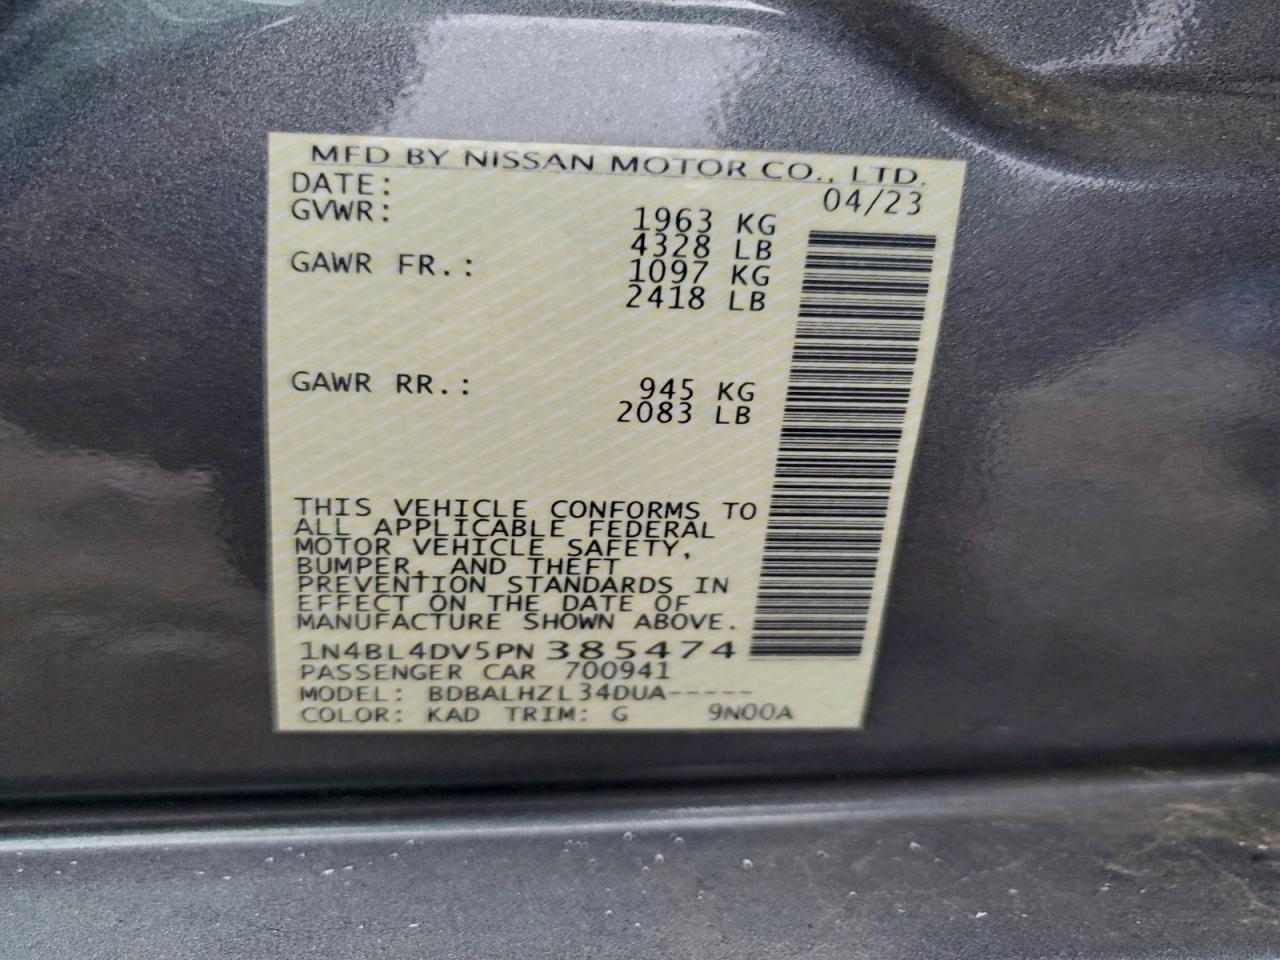 MFD BY NISSAN MOTOR CO., LTD.
DATE: 04/23
GVWR: 1963 KG
4328 LB
GAWR FR.: 1097 KG
2418 LB
GAWR RR.: 945 KG
2083 LB
THIS VEHICLE CONFORMS TO
ALL APPLICABLE FEDERAL
MOTOR VEHICLE SAFETY,
BUMPER, AND THEFT
PREVENTION STANDARDS IN
EFFECT ON THE DATE OF
MANUFACTURE SHOWN ABOVE.
1N4BL4DV5PN385474
PASSENGER CAR 700941
MODEL: BDBALHZL34DUA-----
COLOR: KAD TRIM: G 9N00A